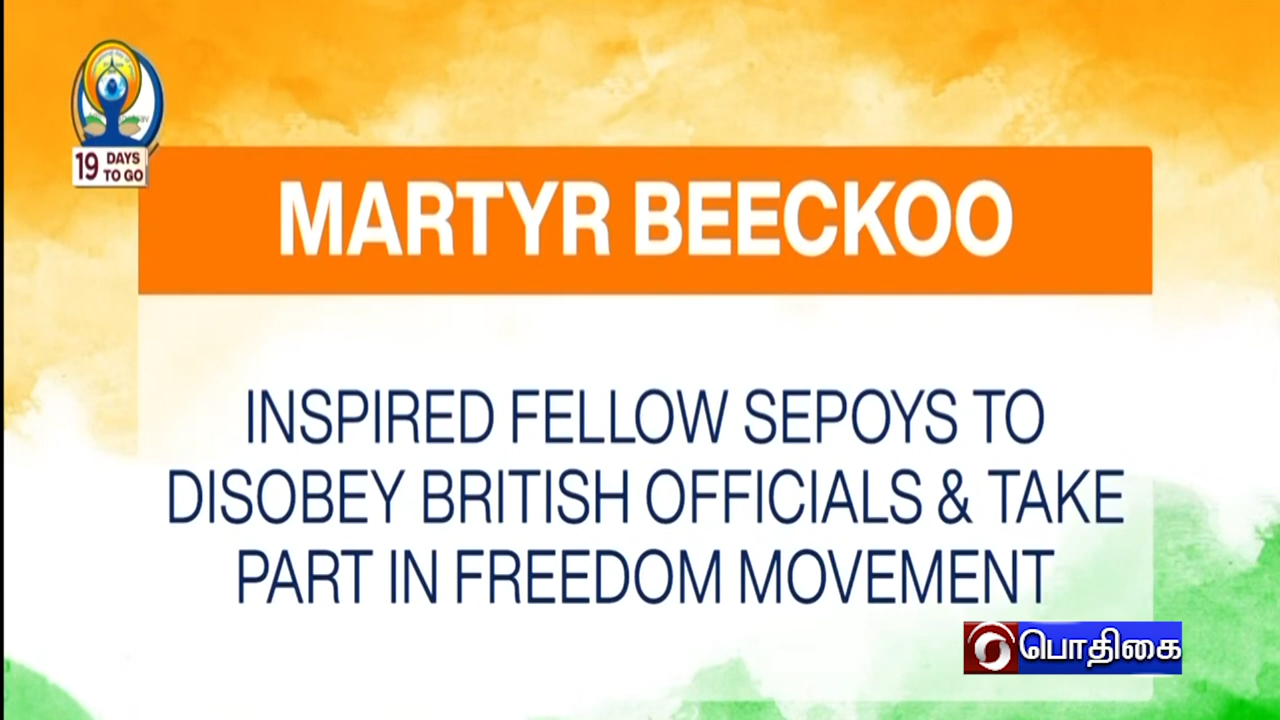 19 DAYS
TO GO
MARTYR BEECKOO
INSPIRED FELLOW SEPOYS TO
DISOBEY BRITISH OFFICIALS & TAKE
PART IN FREEDOM MOVEMENT
பொதிகை